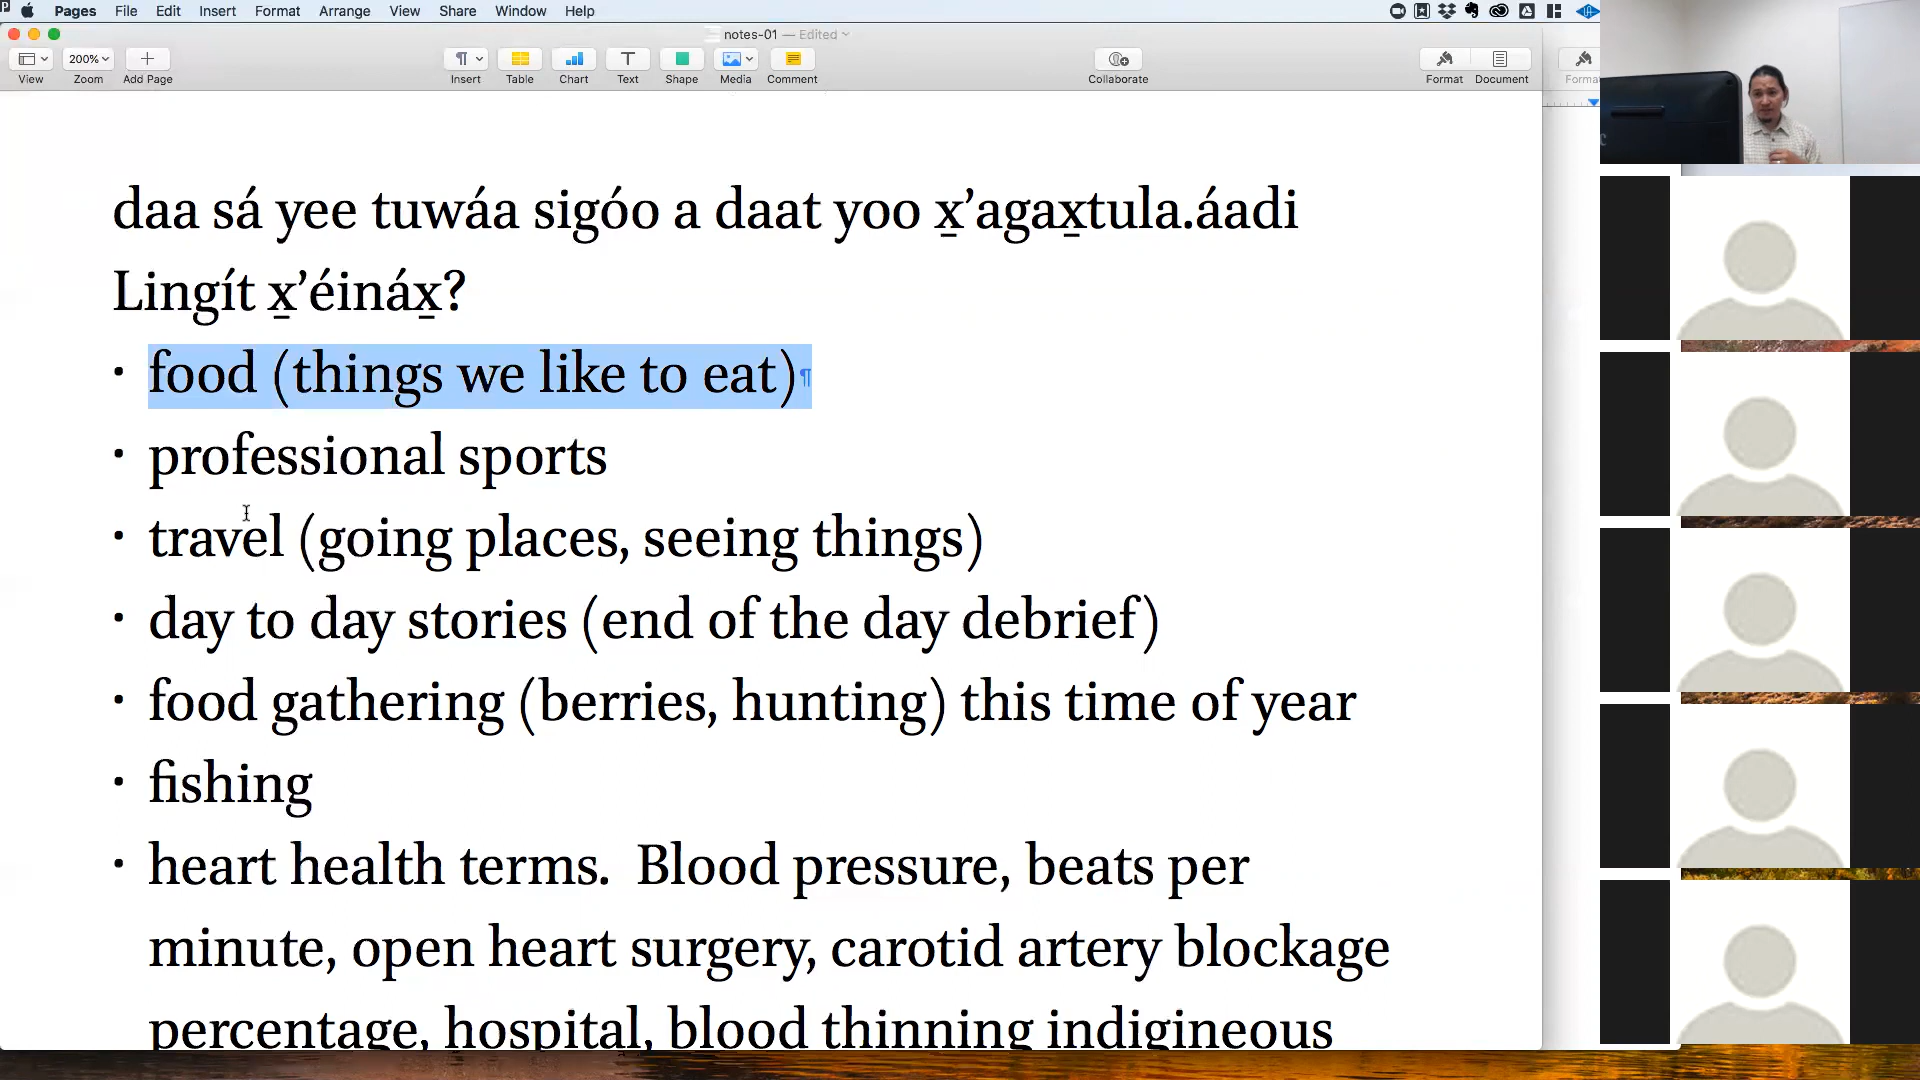 Pages File Edit Insert Format Arrange View Share Window Help
notes-01 — Edited
200%
View Zoom Add Page Insert Table Chart Text Shape Media Comment Collaborate Format Document
daa sá yee tuwáa sigóo a daat yoo x̱’agax̱tula.áadi
Lingít x̱’éináx̱?
• food (things we like to eat)¶
• professional sports
• travel (going places, seeing things)
• day to day stories (end of the day debrief)
• food gathering (berries, hunting) this time of year
• fishing
• heart health terms. Blood pressure, beats per
minute, open heart surgery, carotid artery blockage
percentage, hospital, blood thinning indigineous